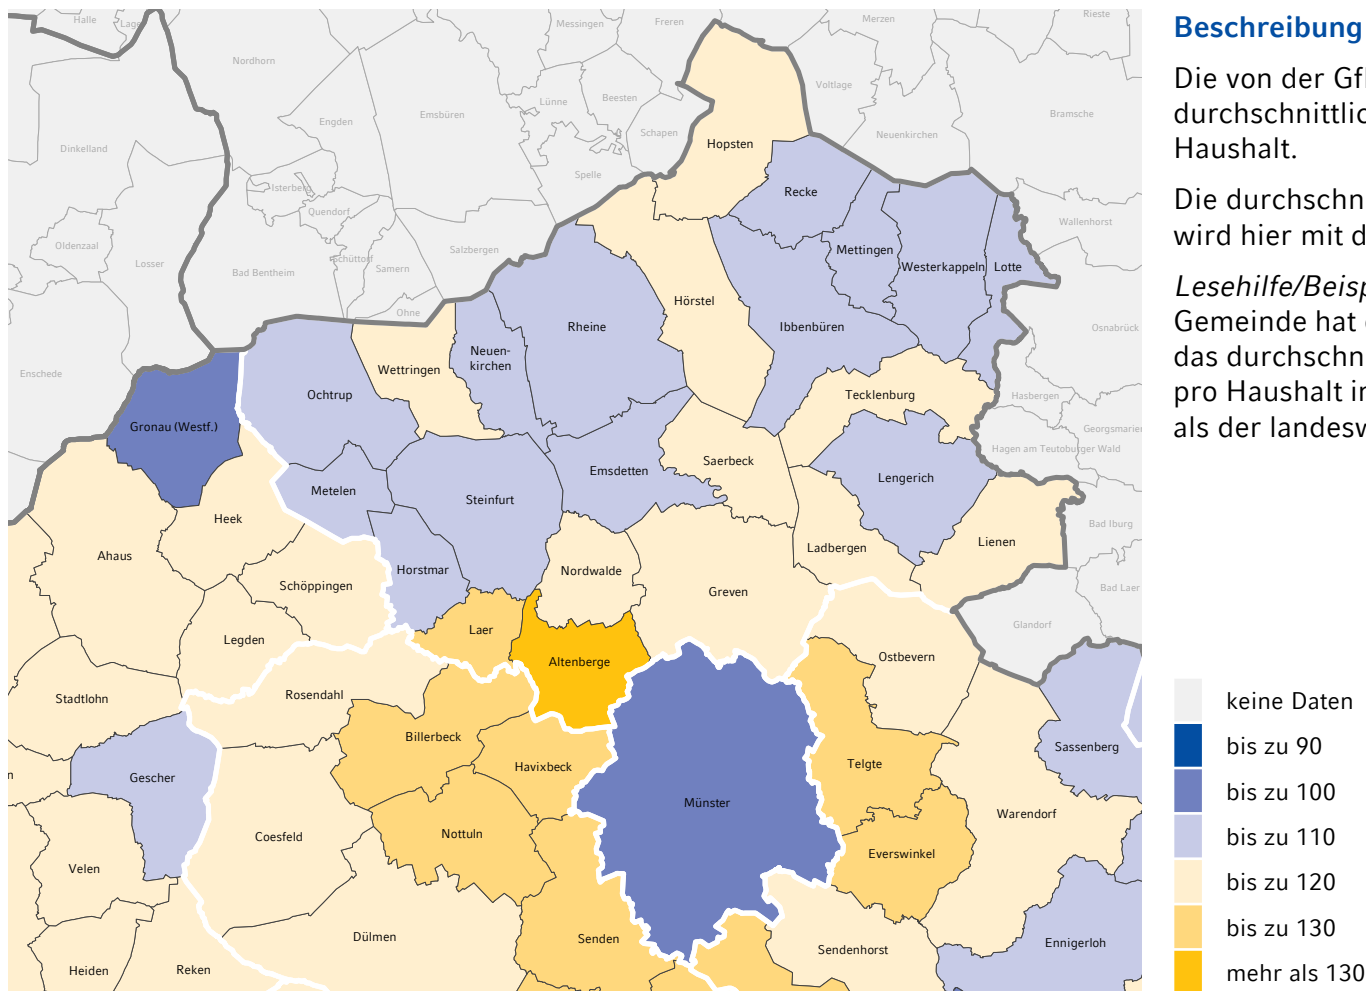 Halle
Lage
Nordhorn
Messingen
Freren
Merzen
Rieste
Emsbüren
Lünne
Beesten
Voltlage
Bramsche
Engden
Schapen
Neuenkirchen
Dinkelland
Hopsten
Spelle
Isterberg
Recke
Quendorf
Wallenhorst
Oldenzaal
Losser
Bad Bentheim
Schüttorf
Samern
Salzbergen
Mettingen
Westerkappeln
Lotte
Hörstel
Ohne
Rheine
Ibbenbüren
Osnabrück
Enschede
Wettringen
Neuen-
kirchen
Ochtrup
Tecklenburg
Hasbergen
Gronau (Westf.)
Georgsmarie
Hagen am Teutoburger Wald
Saerbeck
Emsdetten
Lengerich
Metelen
Steinfurt
Heek
Bad Iburg
Ahaus
Ladbergen
Lienen
Horstmar
Nordwalde
Schöppingen
Greven
Bad Laer
Glandorf
Legden
Laer
Altenberge
Ostbevern
Stadtlohn
Rosendahl
Billerbeck
Sassenberg
Gescher
Havixbeck
Telgte
n
Münster
Warendorf
Coesfeld
Nottuln
Everswinkel
Velen
Dülmen
Senden
Sendenhorst
Ennigerloh
Heiden
Reken
Beschreibung
Die von der Gf
durchschnittlic
Haushalt.
Die durchschn
wird hier mit d
Lesehilfe/Beisp
Gemeinde hat
das durchschn
pro Haushalt in
als der landesw
keine Daten
bis zu 90
bis zu 100
bis zu 110
bis zu 120
bis zu 130
mehr als 130